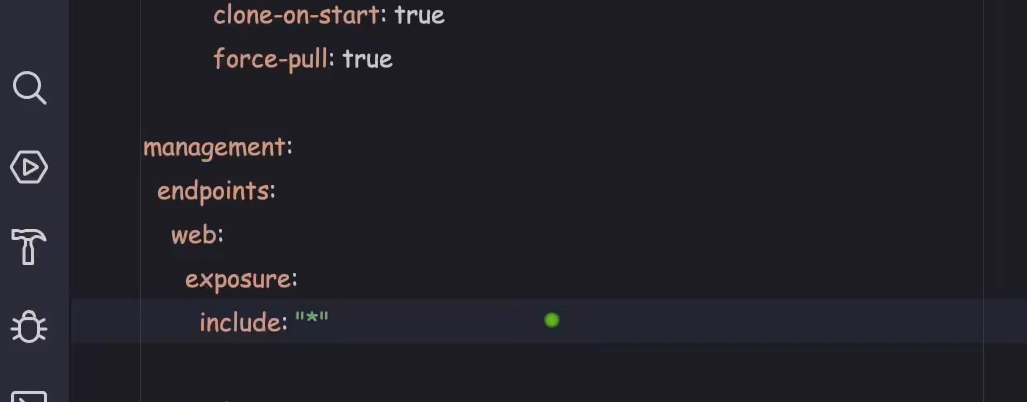 clone-on-start: true
force-pull: true
management:
endpoints:
web:
exposure:
include: "*"